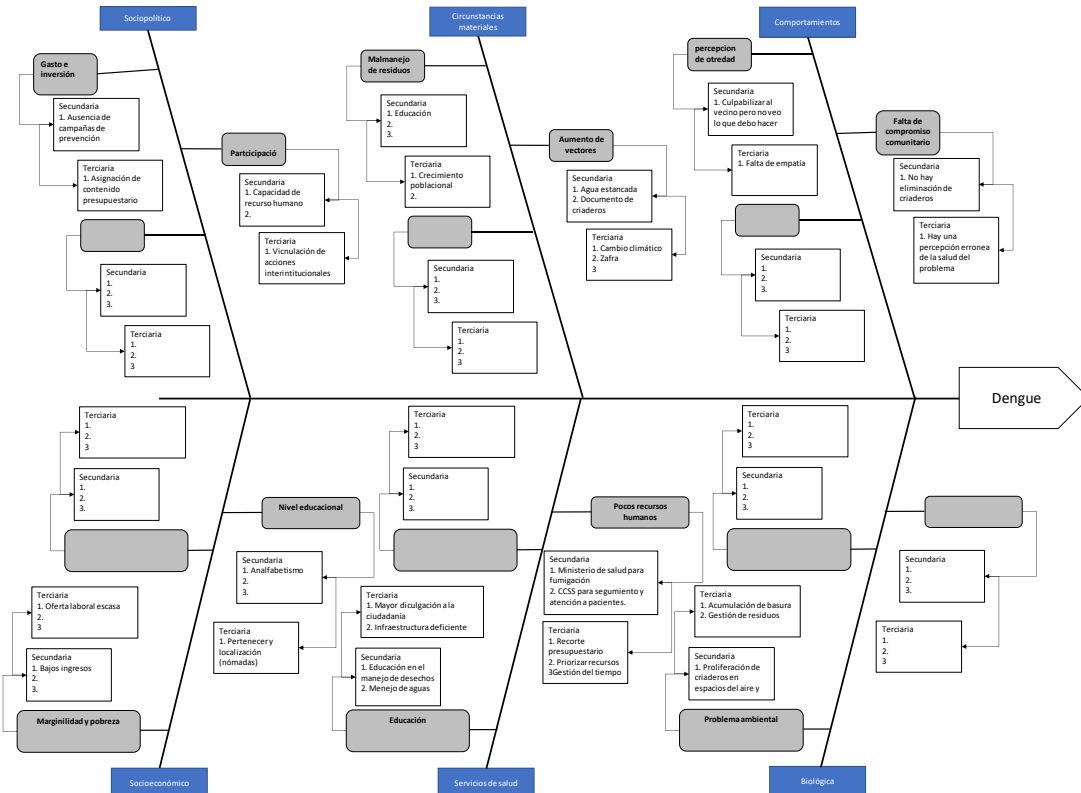 Sociopolítico
Circunstancias
materiales
Comportamientos
Gasto e
inversión
Secundaria
1. Ausencia de
campañas de
prevención
Terciaria
1. Asignación de
contenido
presupuestario
Partcicipació
Secundaria
1. Capacidad de
recurso humano
2.
Terciaria
1. Vicnulación de
acciones
interintitucionales
Secundaria
1.
2.
3.
Terciaria
1.
2.
3
Malmanejo
de residuos
Secundaria
1. Educación
2.
3.
Terciaria
1. Crecimiento
poblacional
2.
Aumento de
vectores
Secundaria
1. Agua estancada
2. Documento de
criaderos
Terciaria
1. Cambio climático
2. Zafra
3
Secundaria
1.
2.
3.
Terciaria
1.
2.
3
percepcion
de otredad
Secundaria
1. Culpabilizar al
vecino pero no veo
lo que debo hacer
Terciaria
1. Falta de empatía
Falta de
compromiso
comunitario
Secundaria
1. No hay
eliminación de
criaderos
Terciaria
1. Hay una
percepción erronea
de la salud del
problema
Secundaria
1.
2.
3.
Terciaria
1.
2.
3
Dengue
Terciaria
1.
2.
3
Secundaria
1.
2.
3.
Nivel educacional
Secundaria
1. Analfabetismo
2.
3.
Terciaria
1. Pertenecer y
localización
(nómadas)
Terciaria
1. Oferta laboral escasa
2.
3
Secundaria
1. Bajos ingresos
2.
3.
Marginilidad y pobreza
Socioeconómico
Terciaria
1.
2.
3
Secundaria
1.
2.
3.
Pocos recursos
humanos
Secundaria
1. Ministerio de salud para
fumigación
2. CCSS para segumiento y
atención a pacientes.
Terciaria
1. Recorte
presupuestario
2. Priorizar recursos
3Gestión del tiempo
Terciaria
1. Mayor diculgación a la
ciudadanía
2. Infraestructura deficiente
Secundaria
1. Educación en el
manejo de desechos
2. Menejo de aguas
Educación
Servicios de salud
Terciaria
1.
2.
3
Secundaria
1.
2.
3.
Secundaria
1.
2.
3.
Terciaria
1.
2.
3
Terciaria
1. Acumulación de basura
2. Gestión de residuos
Secundaria
1. Proliferación de
criaderos en
espacios del aire y
Problema ambiental
Biológica